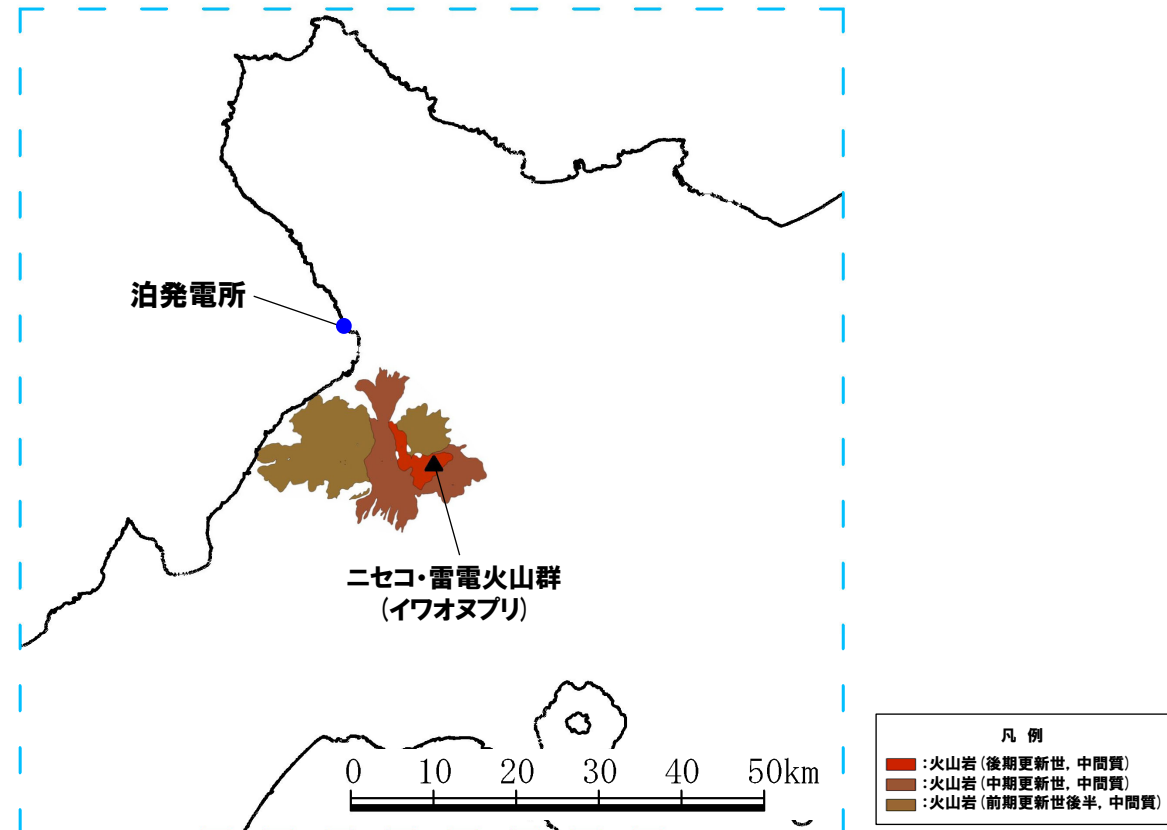 泊発電所
ニセコ・雷電火山群
(イワオヌプリ)
0 10 20 30 40 50km
凡 例
:火山岩(後期更新世, 中間質)
:火山岩(中期更新世, 中間質)
:火山岩(前期更新世後半, 中間質)